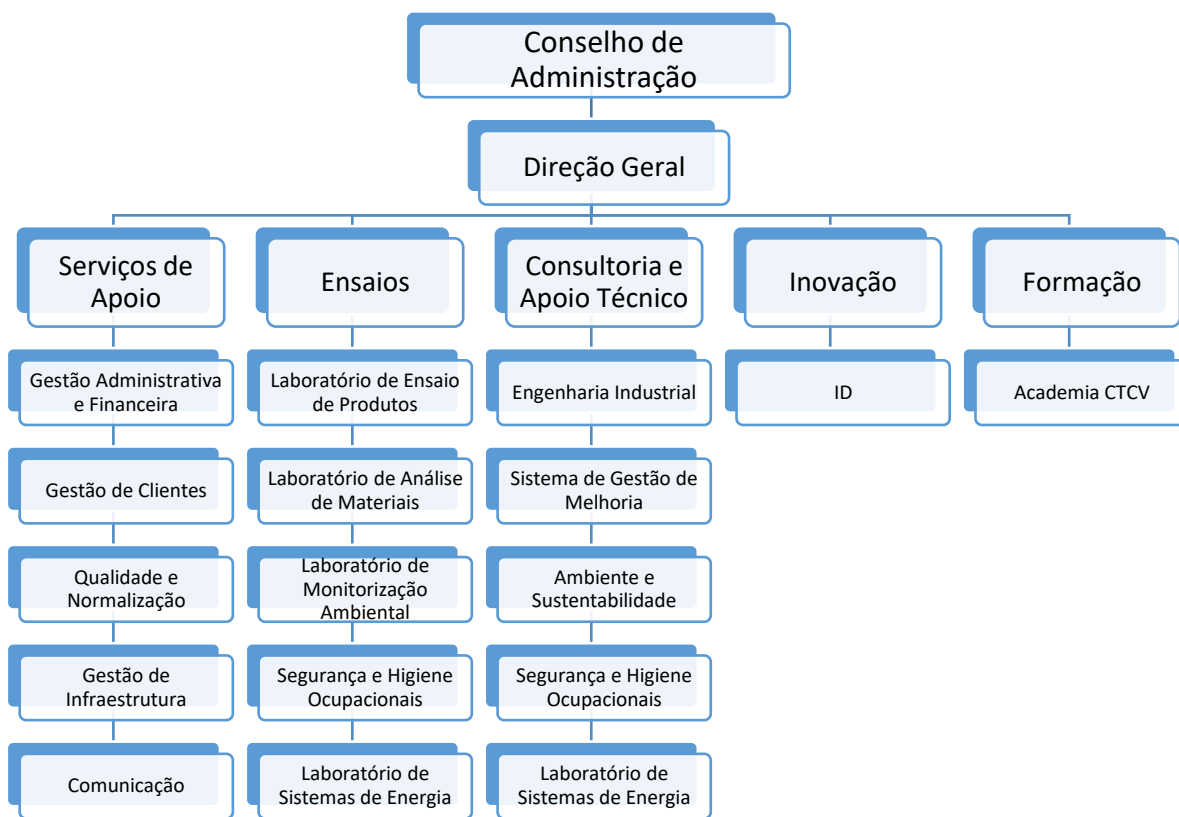 Conselho de
Administração
Direção Geral
Serviços de
Apoio
Ensaios
Consultoria e
Apoio Técnico
Inovação
Formação
Gestão Administrativa
e Financeira
Laboratório de Ensaio
de Produtos
Engenharia Industrial
ID
Academia CTCV
Gestão de Clientes
Laboratório de Análise
de Materiais
Sistema de Gestão de
Melhoria
Qualidade e
Normalização
Laboratório de
Monitorização
Ambiental
Ambiente e
Sustentabilidade
Gestão de
Infraestrutura
Segurança e Higiene
Ocupacionais
Segurança e Higiene
Ocupacionais
Comunicação
Laboratório de
Sistemas de Energia
Laboratório de
Sistemas de Energia